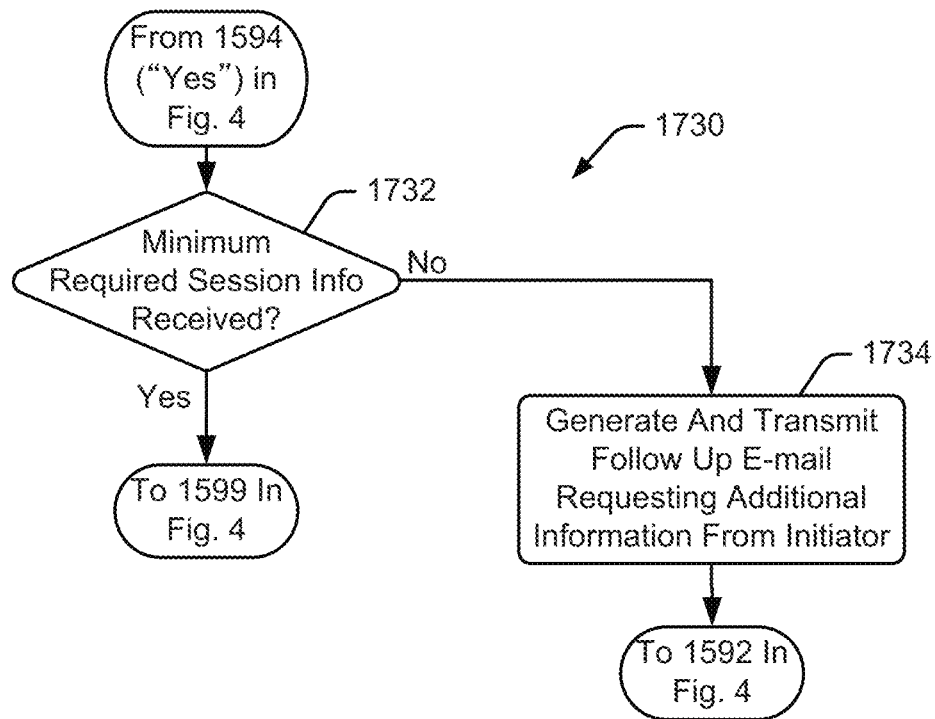 From 1594
("Yes") in
Fig. 4
1730
1732
Minimum
Required Session Info
Received?
No
Yes
1734
Generate And Transmit
Follow Up E-mail
Requesting Additional
Information From Initiator
To 1599 In
Fig. 4
To 1592 In
Fig. 4